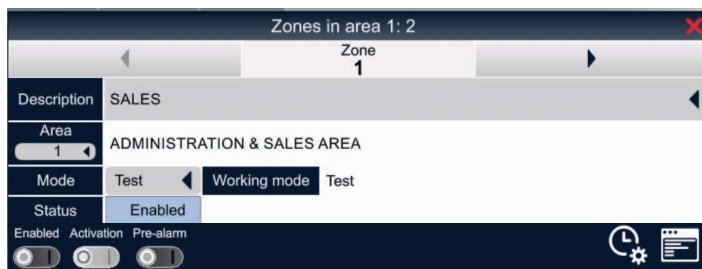 Zones in area 1: 2
Zone
1
Description SALES
Area
1 ADMINISTRATION & SALES AREA
Mode Test Working mode Test
Status Enabled
Enabled Activation Pre-alarm